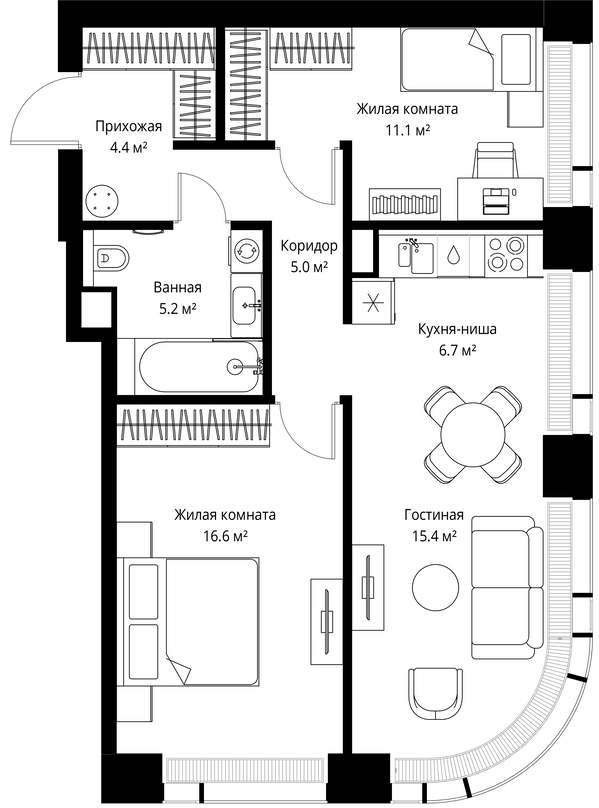 Жилая комната
11.1 м²
Прихожая
4.4 м²
Коридор
5.0 м²
Ванная
5.2 м²
Кухня-ниша
6.7 м²
Жилая комната
16.6 м²
Гостиная
15.4 м²